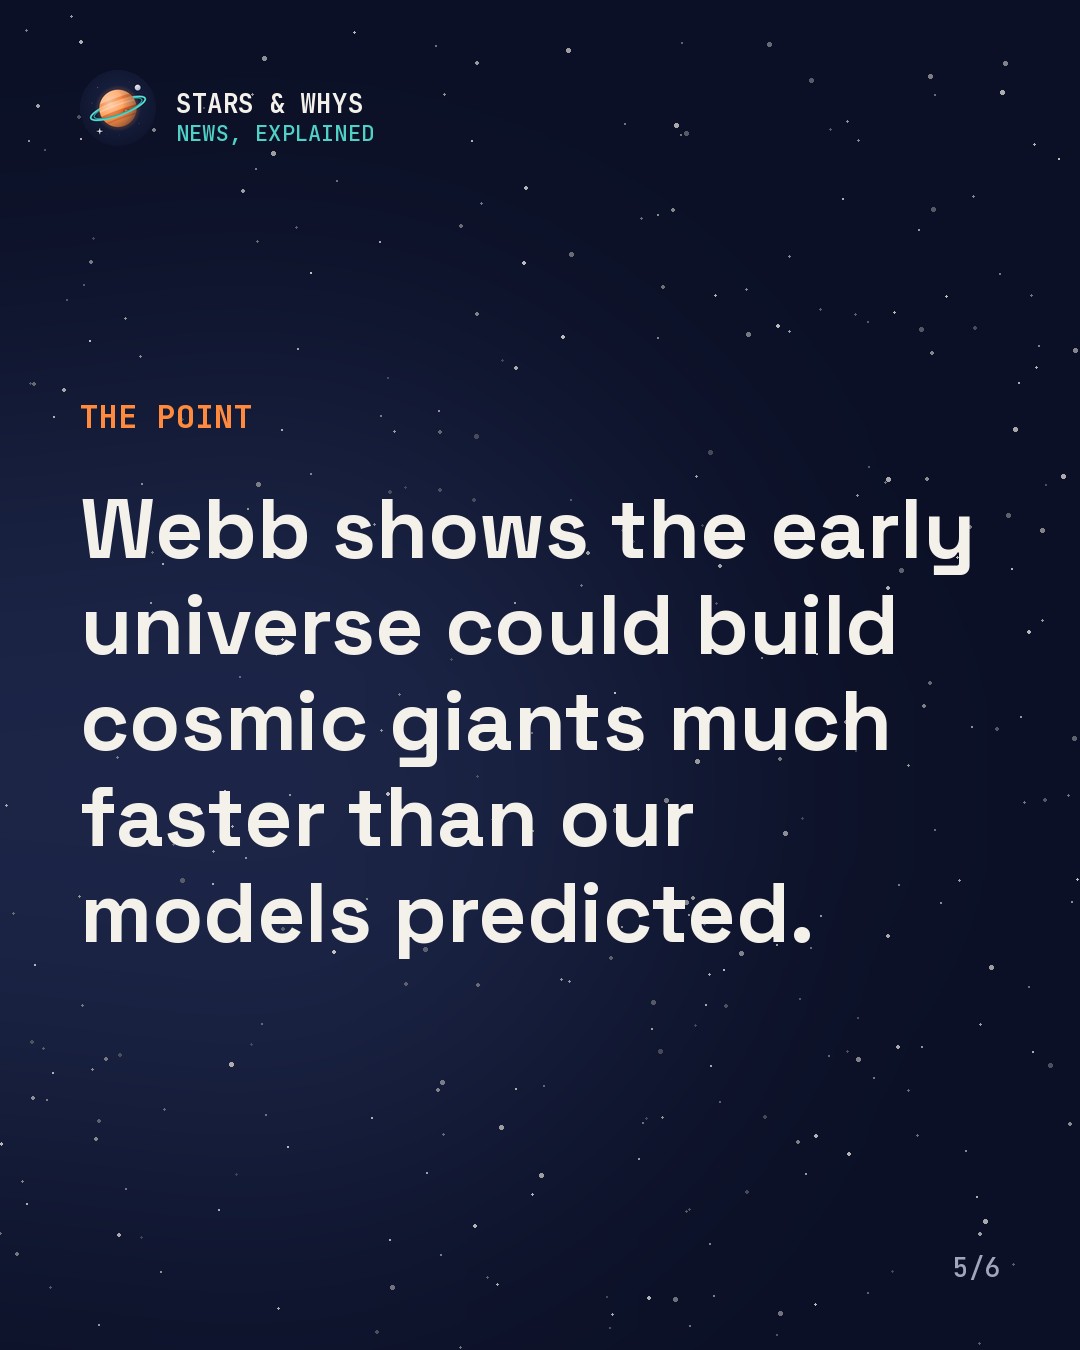 STARS & WHYS
NEWS, EXPLAINED
THE POINT
Webb shows the early
universe could build
cosmic giants much
faster than our
models predicted.
5/6